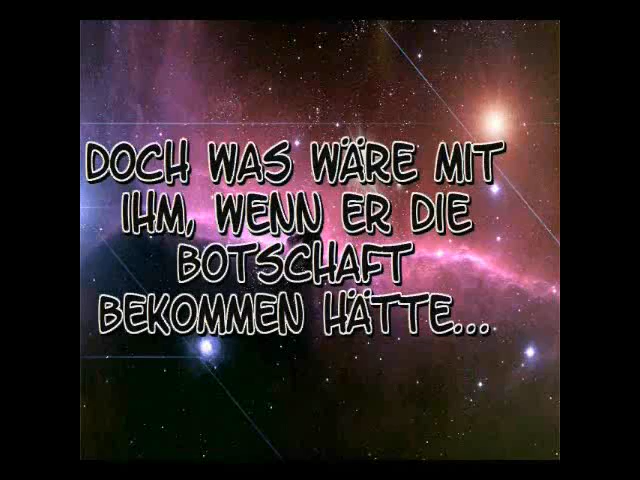 DOCH WAS WÄRE MIT
IHM, WENN ER DIE
BOTSCHAFT
BEKOMMEN HÄTTE...